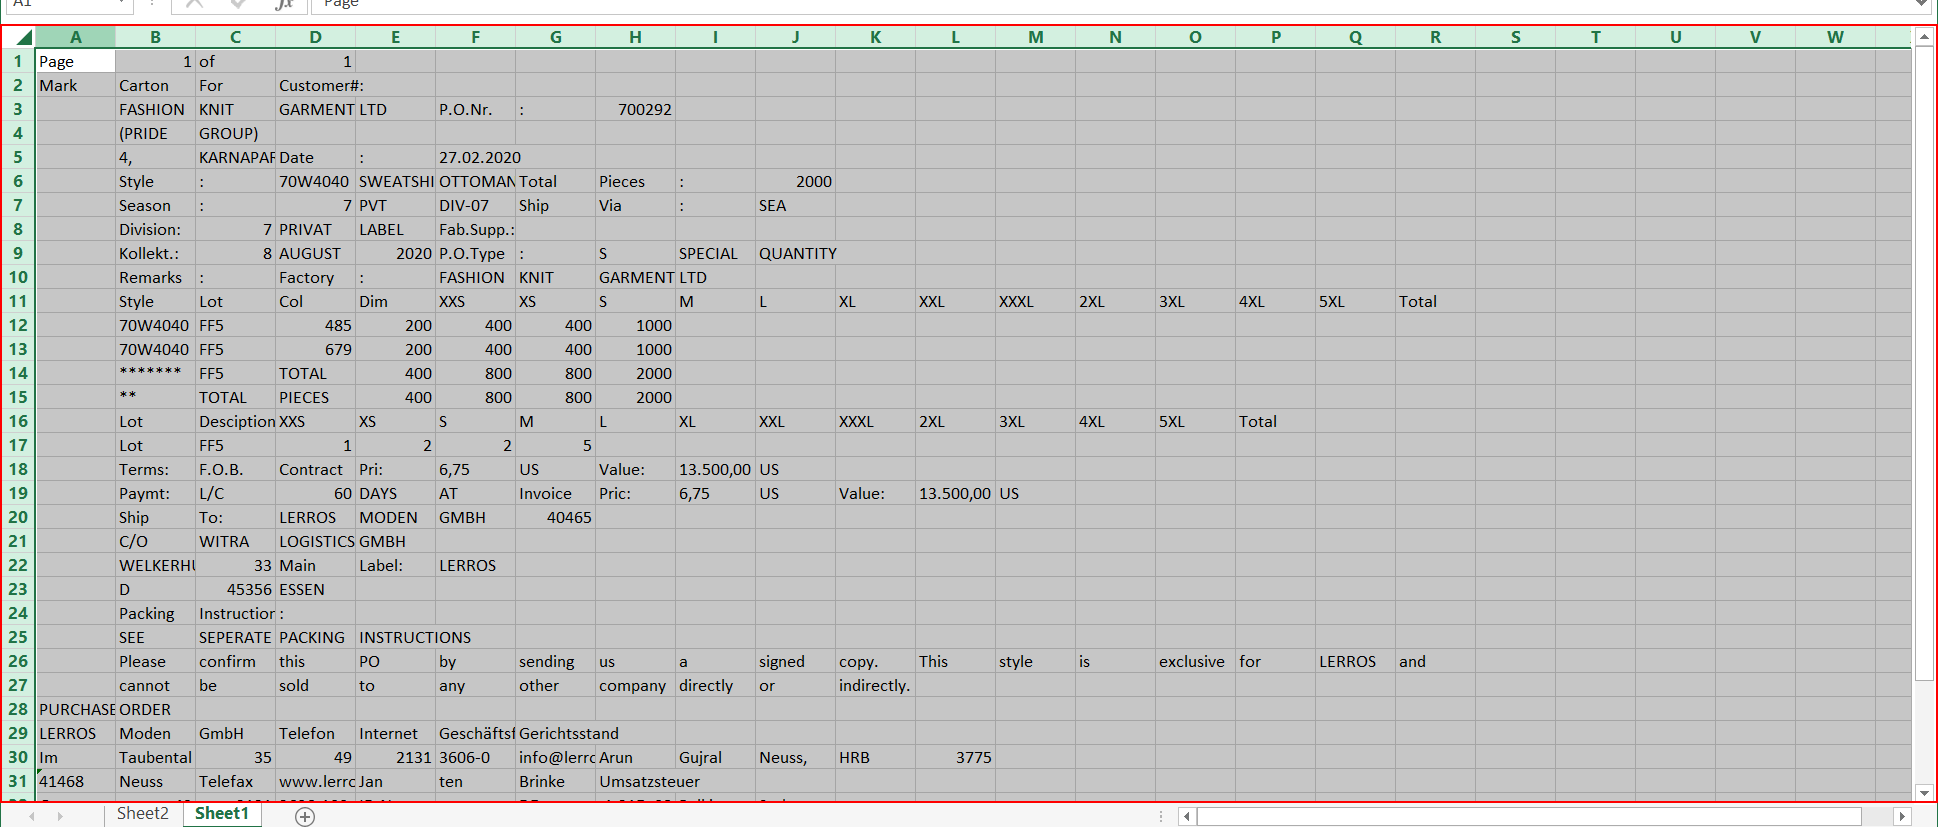 A1 fx Page
A B C D E F G H I J K L M N O P Q R S T U V W
1 Page 1 of 1
2 Mark Carton For Customer#:
3 FASHION KNIT GARMENT LTD P.O.Nr. : 700292
4 (PRIDE GROUP)
5 4, KARNAPAR Date : 27.02.2020
6 Style : 70W4040 SWEATSHI OTTOMAN Total Pieces : 2000
7 Season : 7 PVT DIV-07 Ship Via : SEA
8 Division: 7 PRIVAT LABEL Fab.Supp.:
9 Kollekt.: 8 AUGUST 2020 P.O.Type : S SPECIAL QUANTITY
10 Remarks : Factory : FASHION KNIT GARMENT LTD
11 Style Lot Col Dim XXS XS S M L XL XXL XXXL 2XL 3XL 4XL 5XL Total
12 70W4040 FF5 485 200 400 400 1000
13 70W4040 FF5 679 200 400 400 1000
14 ******* FF5 TOTAL 400 800 800 2000
15 ** TOTAL PIECES 400 800 800 2000
16 Lot Desciption XXS XS S M L XL XXL XXXL 2XL 3XL 4XL 5XL Total
17 Lot FF5 1 2 2 5
18 Terms: F.O.B. Contract Pri: 6,75 US Value: 13.500,00 US
19 Paymt: L/C 60 DAYS AT Invoice Pric: 6,75 US Value: 13.500,00 US
20 Ship To: LERROS MODEN GMBH 40465
21 C/O WITRA LOGISTICS GMBH
22 WELKERHU 33 Main Label: LERROS
23 D 45356 ESSEN
24 Packing Instruction :
25 SEE SEPERATE PACKING INSTRUCTIONS
26 Please confirm this PO by sending us a signed copy. This style is exclusive for LERROS and
27 cannot be sold to any other company directly or indirectly.
28 PURCHASE ORDER
29 LERROS Moden GmbH Telefon Internet Geschäftsf Gerichtsstand
30 Im Taubental 35 49 2131 3606-0 info@lerro Arun Gujral Neuss, HRB 3775
31 41468 Neuss Telefax www.lerro Jan ten Brinke Umsatzsteuer
Sheet2 Sheet1